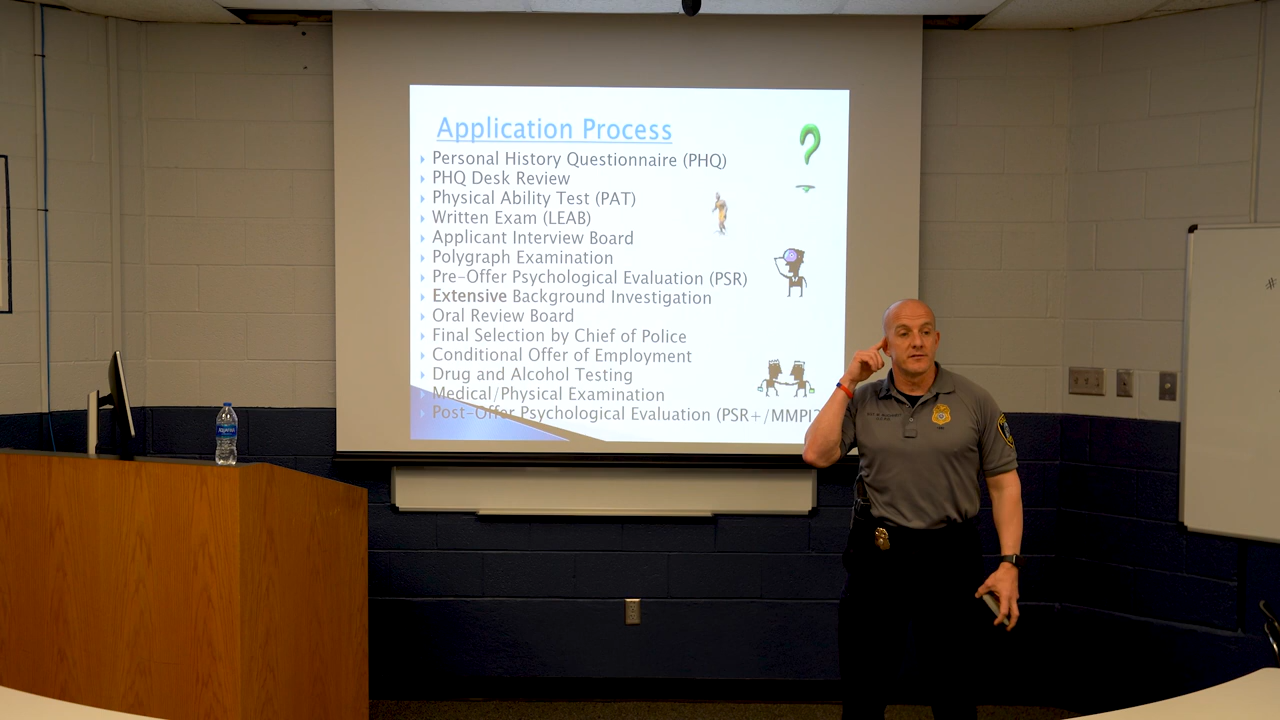 Application Process
Personal History Questionnaire (PHQ)
PHQ Desk Review
Physical Ability Test (PAT)
Written Exam (LEAB)
Applicant Interview Board
Polygraph Examination
Pre-Offer Psychological Evaluation (PSR)
Extensive Background Investigation
Oral Review Board
Final Selection by Chief of Police
Conditional Offer of Employment
Drug and Alcohol Testing
Medical/Physical Examination
Post-Offer Psychological Evaluation (PSR+/MMPI2
#